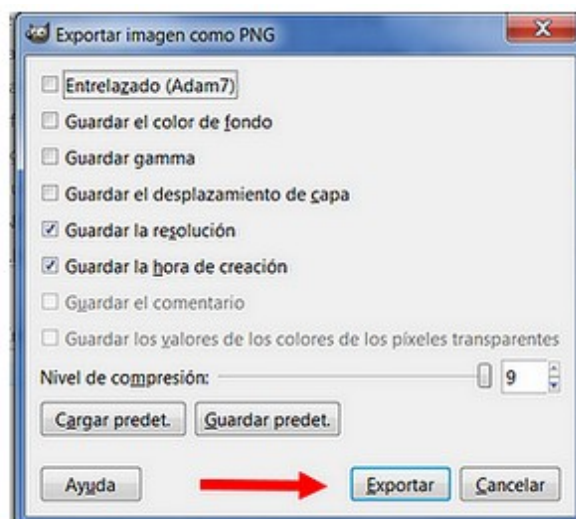 Exportar imagen como PNG
Entrelazado (Adam7)
Guardar el color de fondo
Guardar gamma
Guardar el desplazamiento de capa
Guardar la resolución
Guardar la hora de creación
Guardar el comentario
Guardar los valores de los colores de los píxeles transparentes
Nivel de compresión: 9
Cargar predet. Guardar predet.
Ayuda Exportar Cancelar